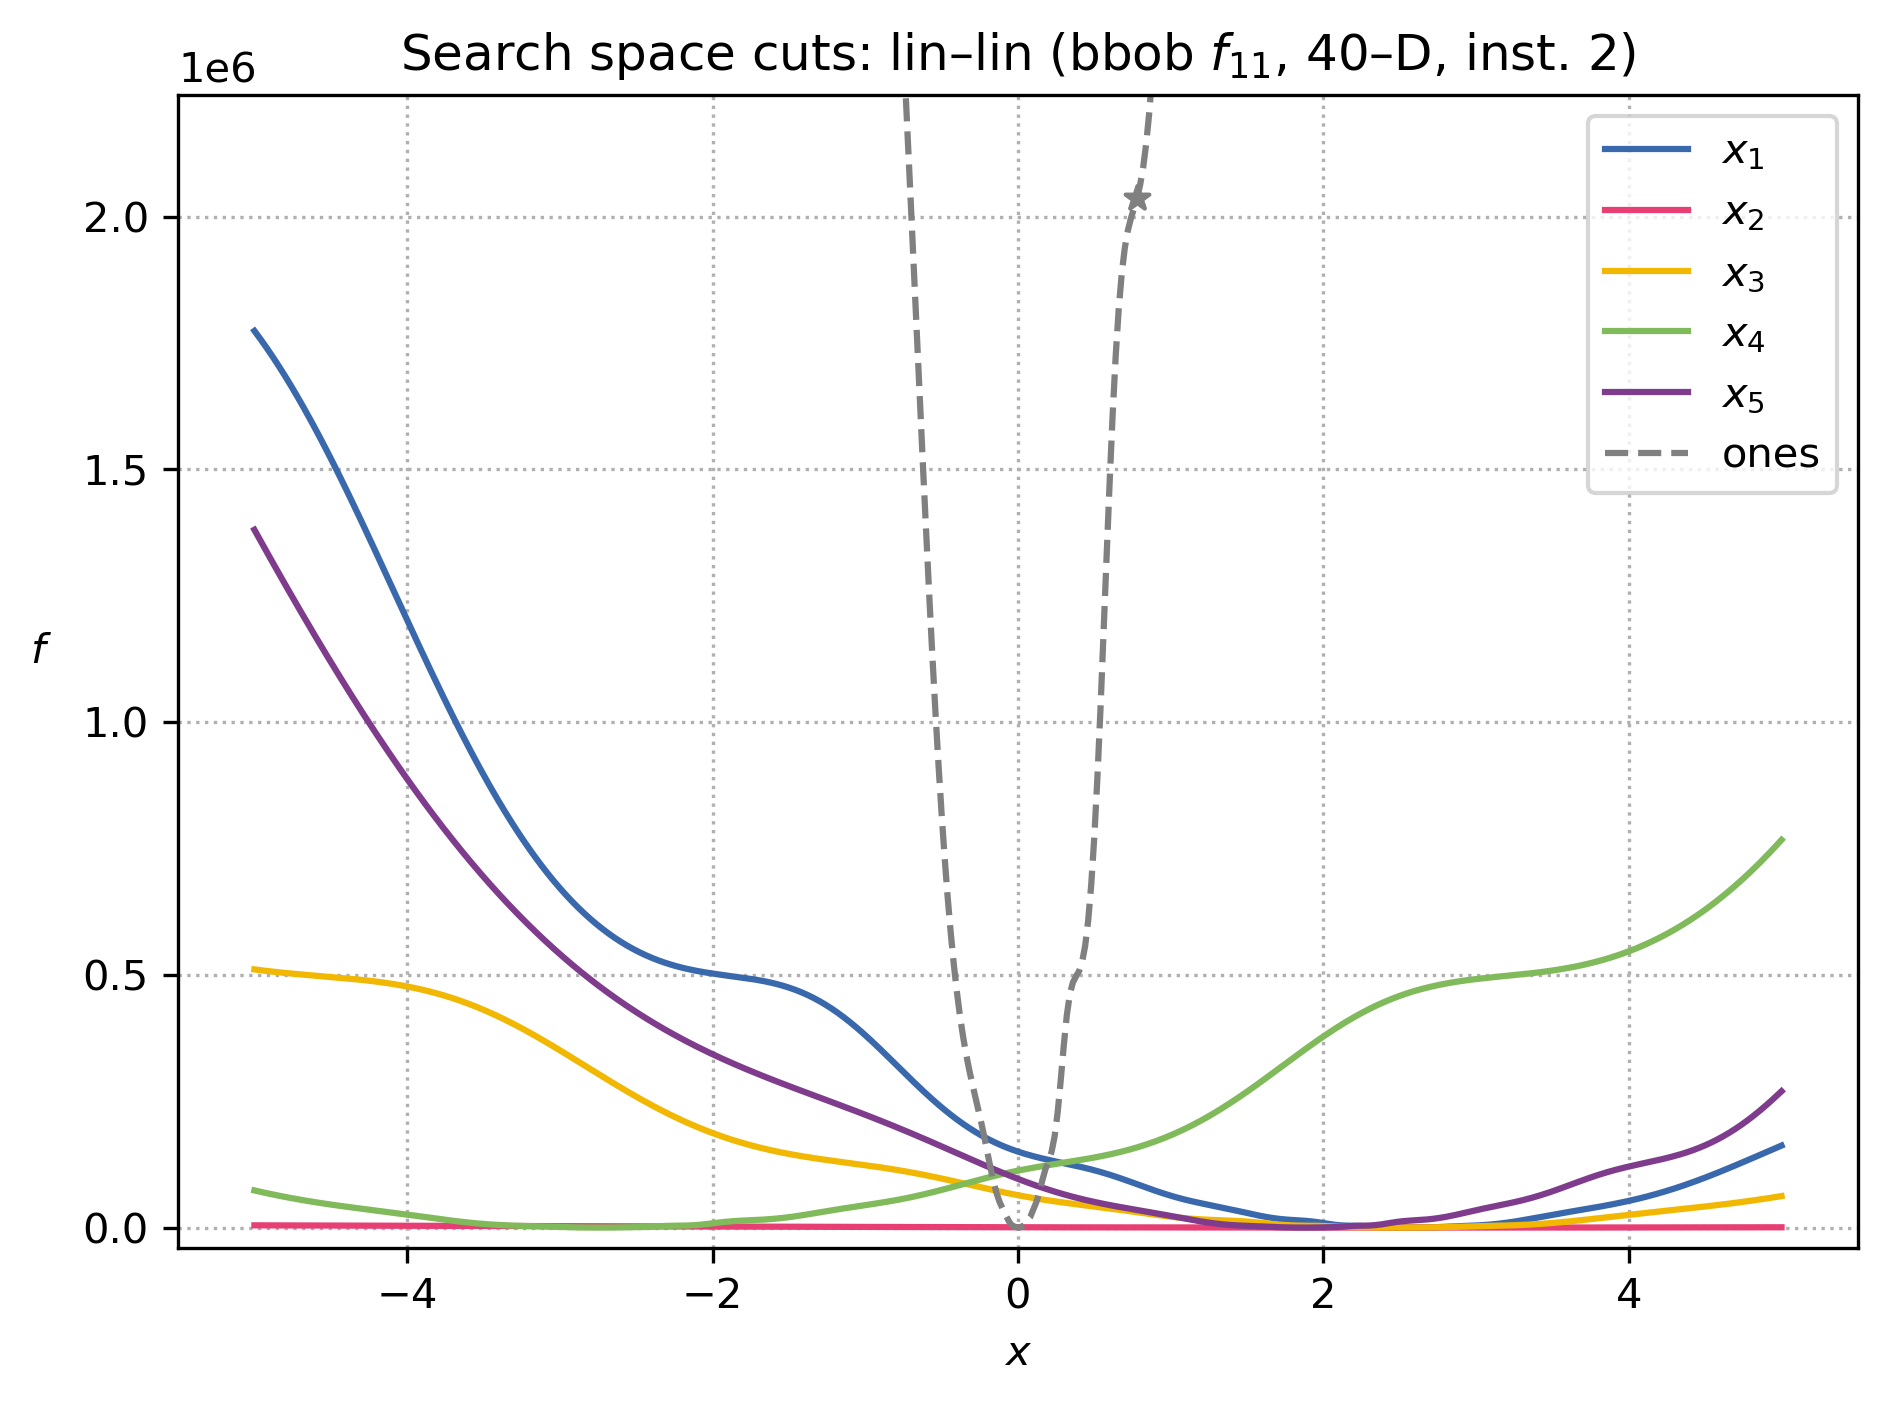 Search space cuts: lin–lin (bbob f₁₁, 40–D, inst. 2)
1e6
2.0
1.5
1.0
0.5
0.0
f
−4
−2
0
2
4
x
x₁
x₂
x₃
x₄
x₅
ones